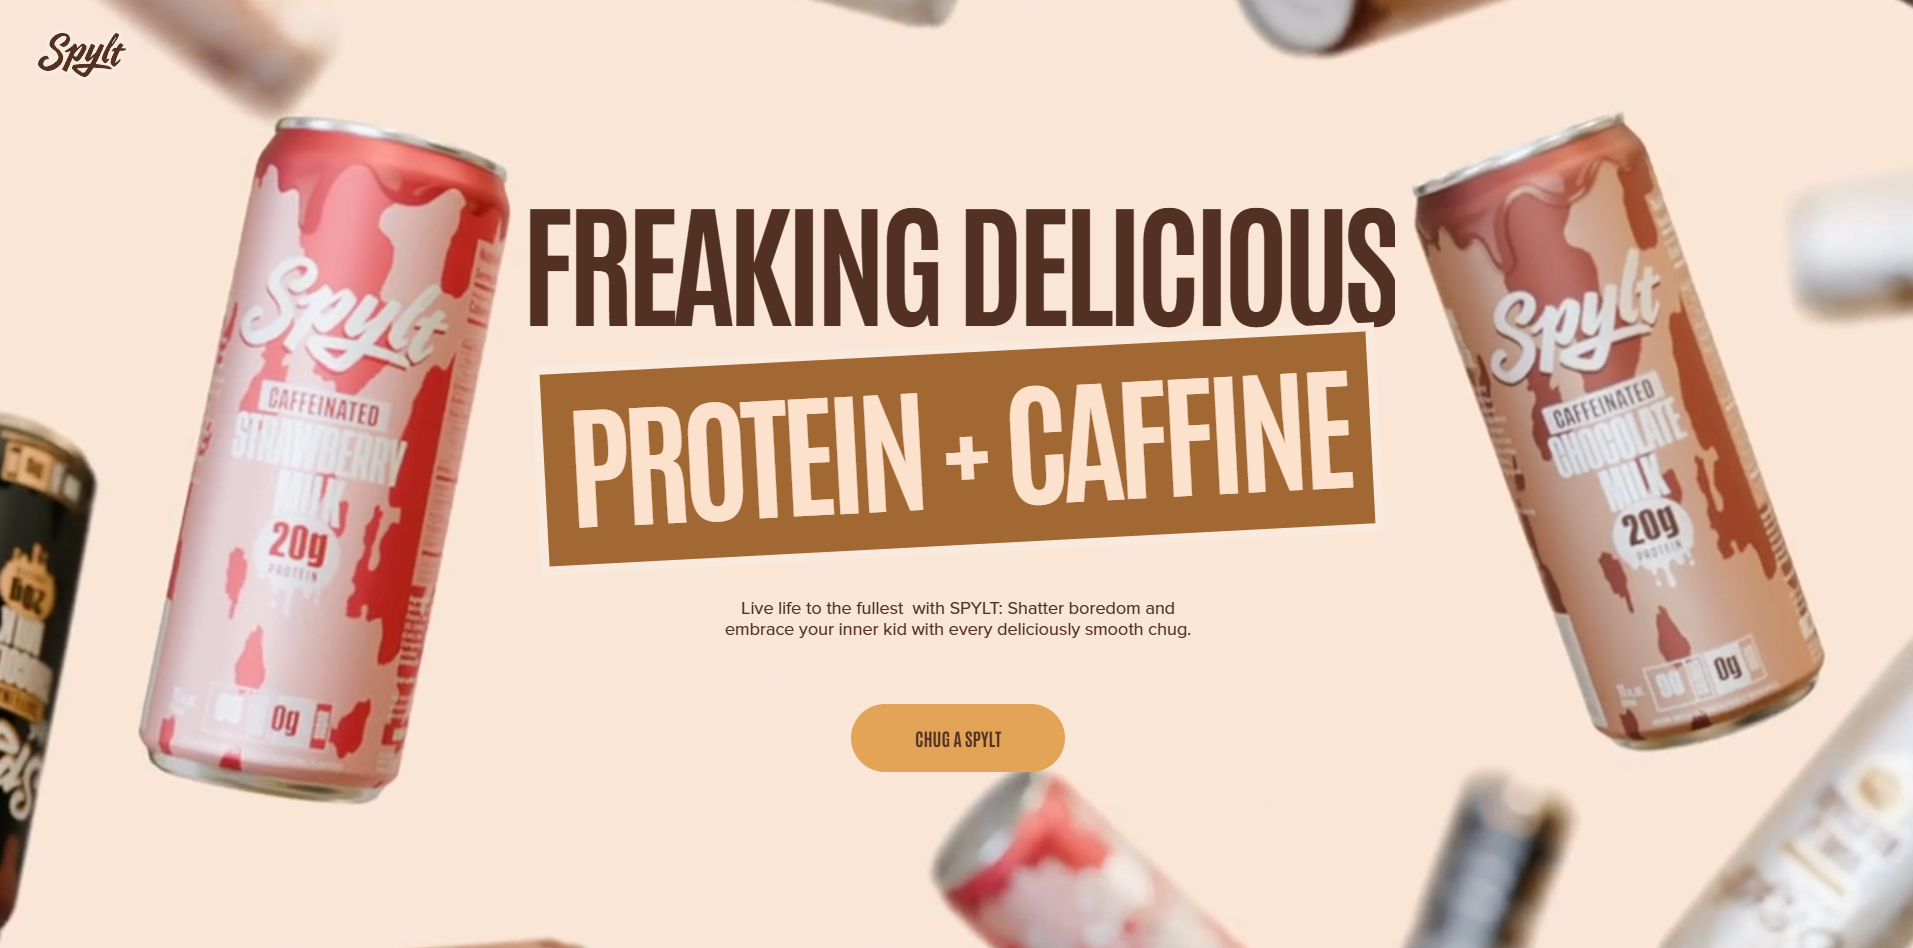 Spylt
FREAKING DELICIOUS
PROTEIN + CAFFINE
Live life to the fullest  with SPYLT: Shatter boredom and
embrace your inner kid with every deliciously smooth chug.
CHUG A SPYLT
Spylt
CAFFEINATED
STRAWBERRY
MILK
20g
PROTEIN
0g
Spylt
CAFFEINATED
CHOCOLATE
MILK
20g
PROTEIN
0g
20g